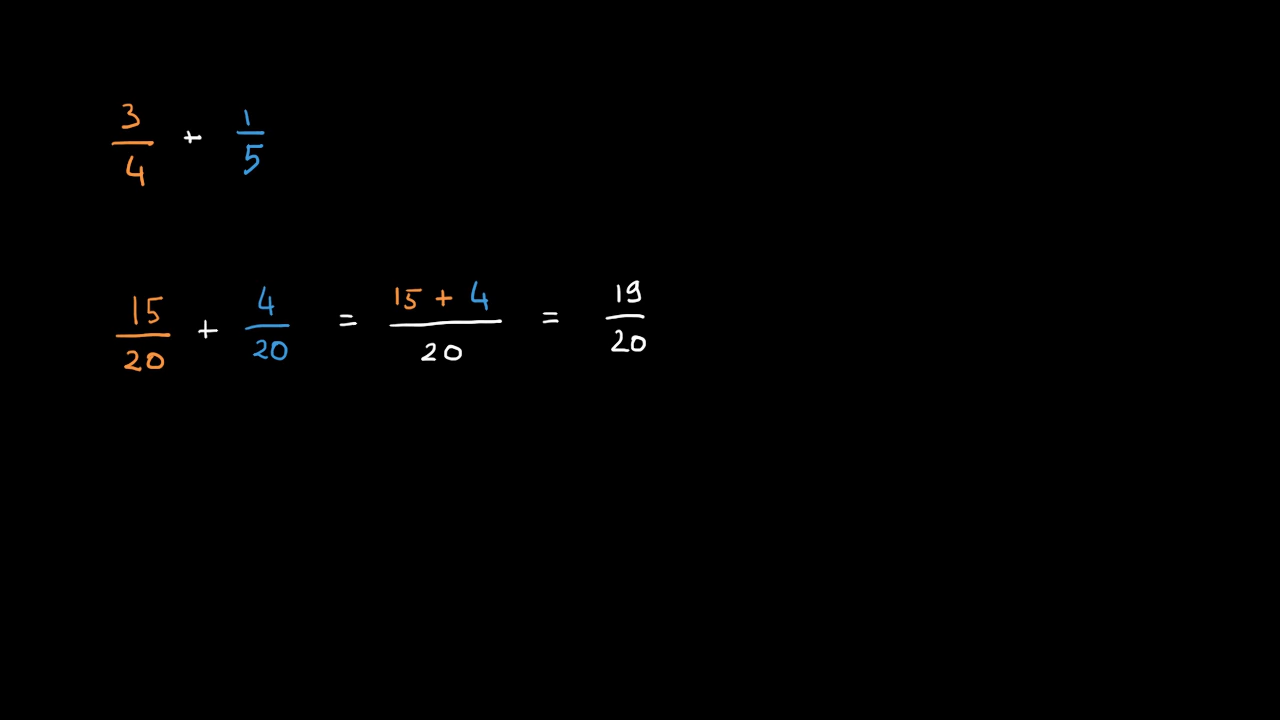 3/4 + 1/5
15/20 + 4/20 = (15 + 4)/20 = 19/20